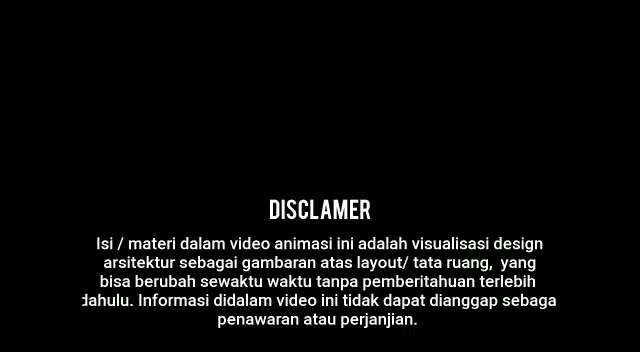 DISCLAMER
Isi / materi dalam video animasi ini adalah visualisasi design
arsitektur sebagai gambaran atas layout/ tata ruang, yang
bisa berubah sewaktu waktu tanpa pemberitahuan terlebih
dahulu. Informasi didalam video ini tidak dapat dianggap sebaga
penawaran atau perjanjian.